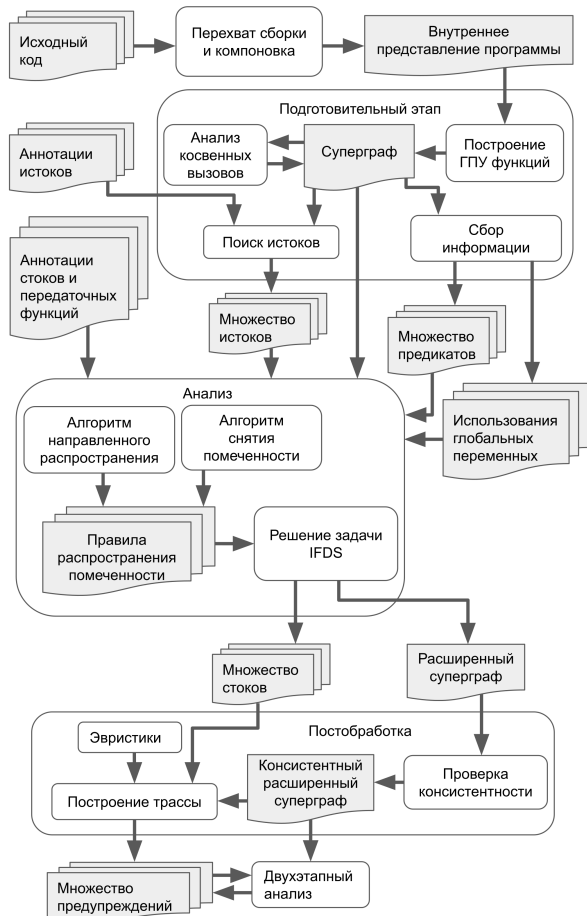 Исходный
код
Перехват сборки
и компоновка
Внутреннее
представление программы
Подготовительный этап
Аннотации
истоков
Анализ
косвенных
вызовов
Суперграф
Построение
ГПУ функций
Поиск истоков
Сбор
информации
Аннотации
стоков и
передаточных
функций
Множество
истоков
Множество
предикатов
Использования
глобальных
переменных
Анализ
Алгоритм
направленного
распространения
Алгоритм
снятия
помеченности
Правила
распространения
помеченности
Решение задачи
IFDS
Множество
стоков
Расширенный
суперграф
Постобработка
Эвристики
Построение трассы
Консистентный
расширенный
суперграф
Проверка
консистентности
Множество
предупреждений
Двухэтапный
анализ